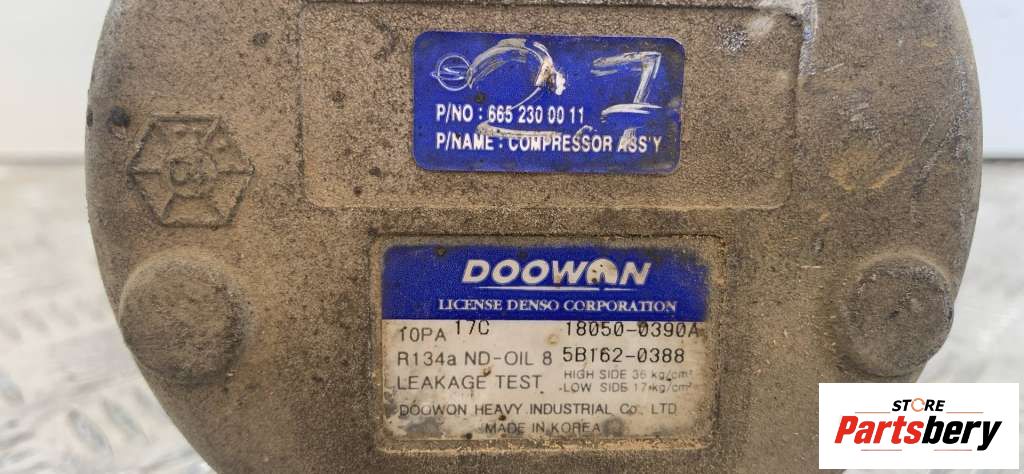 P/NO : 665 230 00 11
P/NAME : COMPRESSOR ASS'Y
DOOWON
LICENSE DENSO CORPORATION
10PA 17C 18050-0390A
R134a ND-OIL 8 5B162-0388
LEAKAGE TEST HIGH SIDE 36 kg/cm²
LOW SIDE 17 kg/cm²
DOOWON HEAVY INDUSTRIAL Co., LTD
MADE IN KOREA
STORE
Partsbery